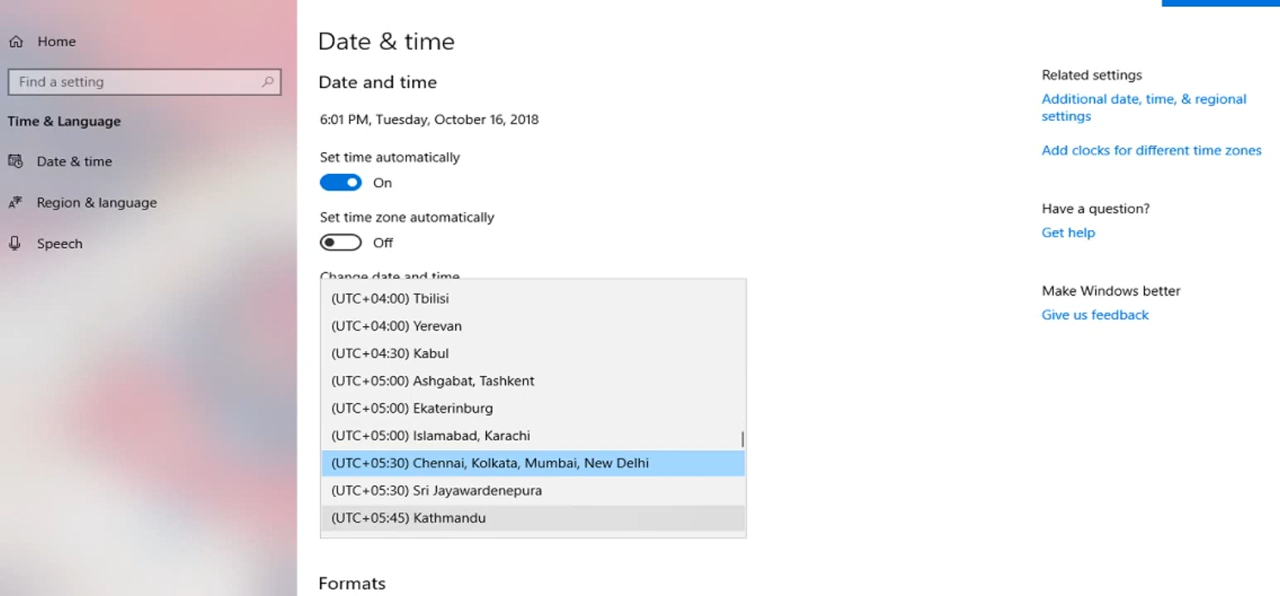 Home
Find a setting
Time & Language
Date & time
Region & language
Speech
Date & time
Date and time
6:01 PM, Tuesday, October 16, 2018
Set time automatically
On
Set time zone automatically
Off
Change date and time
(UTC+04:00) Tbilisi
(UTC+04:00) Yerevan
(UTC+04:30) Kabul
(UTC+05:00) Ashgabat, Tashkent
(UTC+05:00) Ekaterinburg
(UTC+05:00) Islamabad, Karachi
(UTC+05:30) Chennai, Kolkata, Mumbai, New Delhi
(UTC+05:30) Sri Jayawardenepura
(UTC+05:45) Kathmandu
Formats
Related settings
Additional date, time, & regional
settings
Add clocks for different time zones
Have a question?
Get help
Make Windows better
Give us feedback